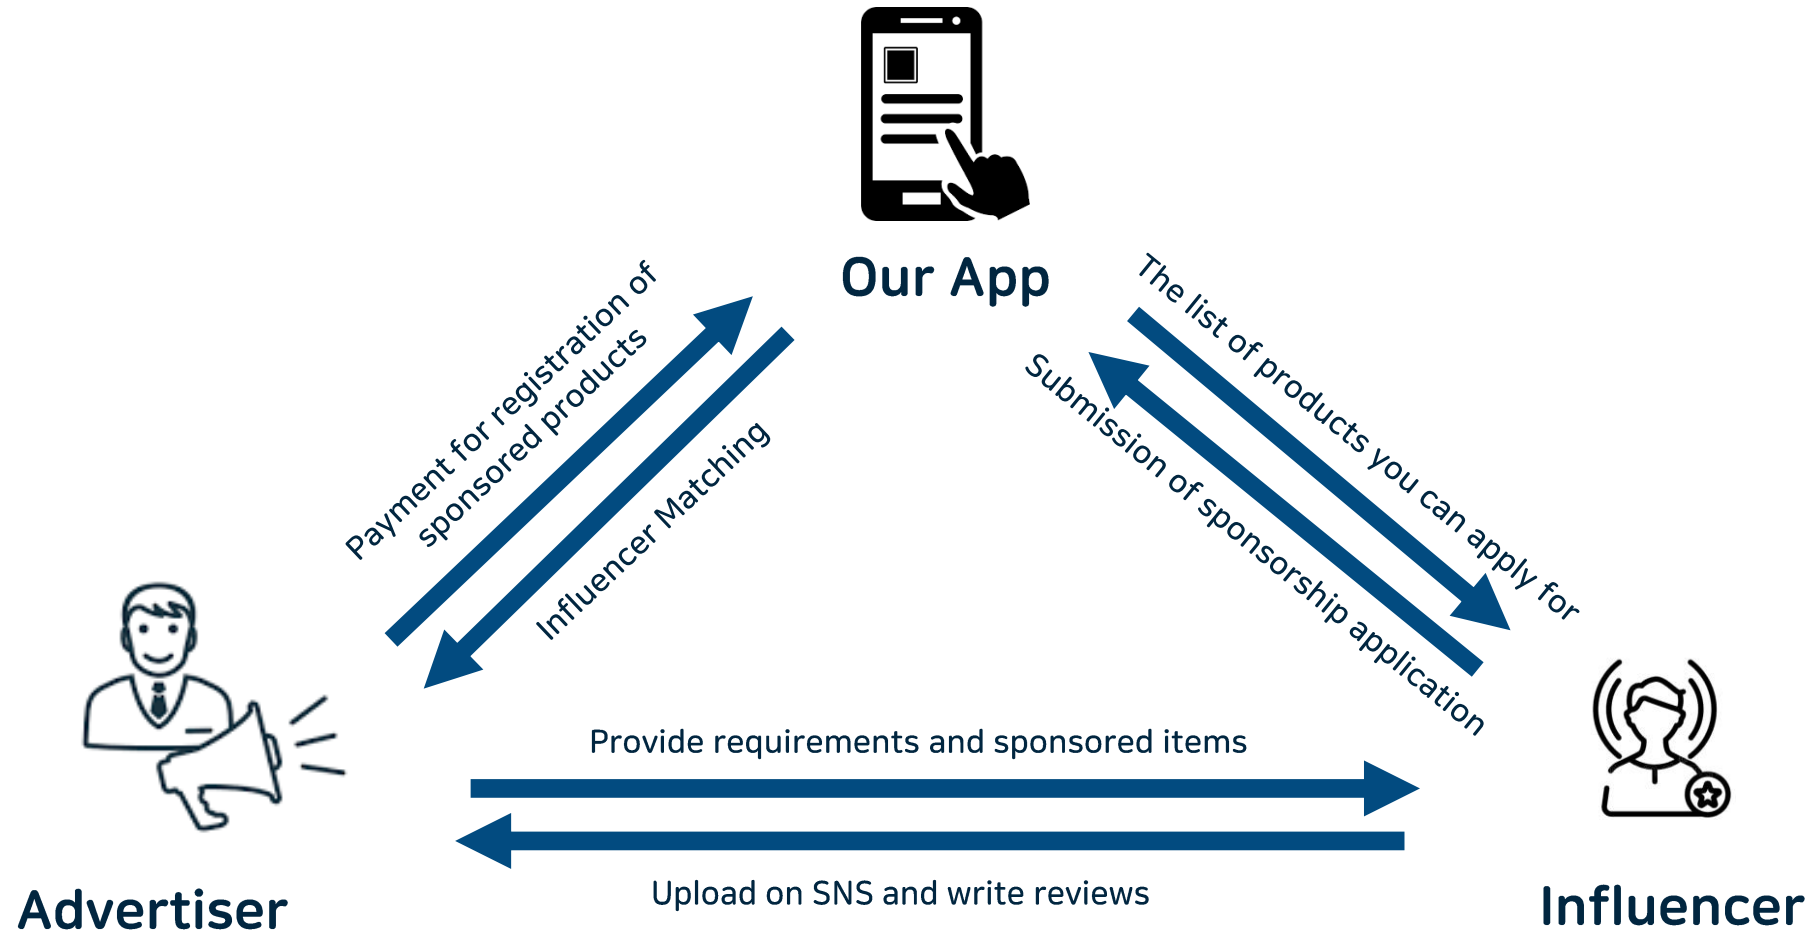 Our App
Payment for registration of
sponsored products
Influencer Matching
The list of products you can apply for
Submission of sponsorship application
Provide requirements and sponsored items
Upload on SNS and write reviews
Advertiser
Influencer